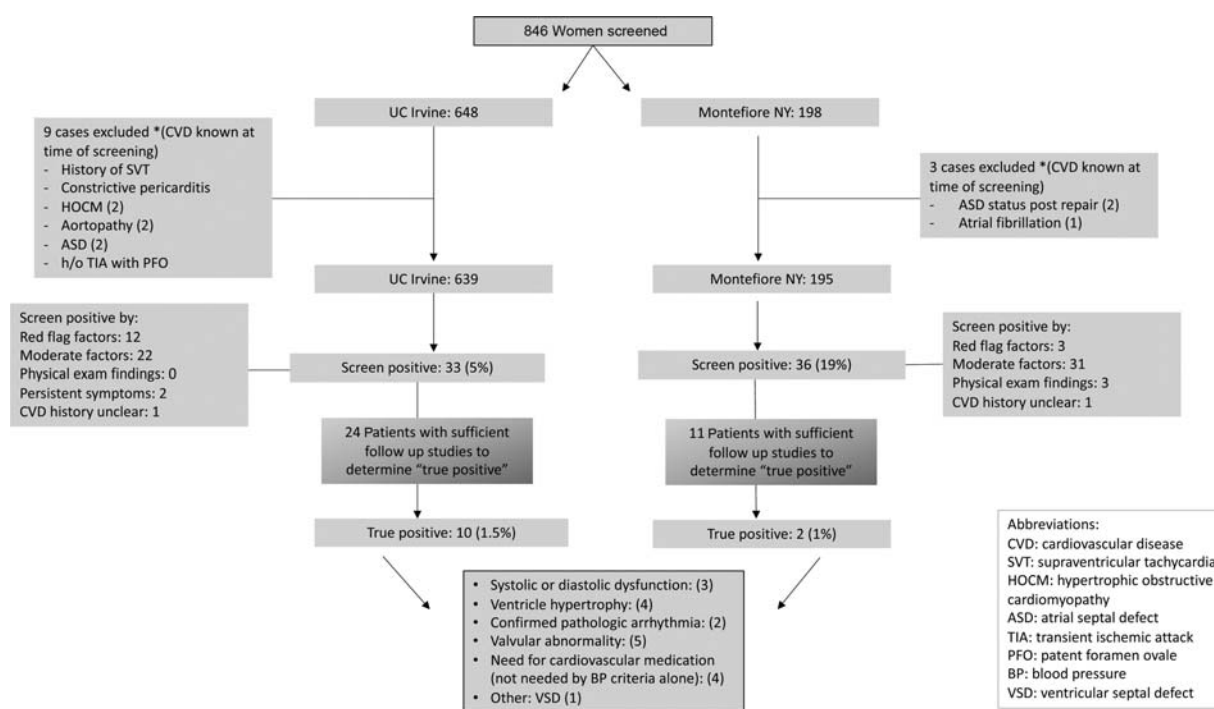 846 Women screened
UC Irvine: 648
Montefiore NY: 198
9 cases excluded *(CVD known at
time of screening)
- History of SVT
- Constrictive pericarditis
- HOCM (2)
- Aortopathy (2)
- ASD (2)
- h/o TIA with PFO
3 cases excluded *(CVD known at
time of screening)
- ASD status post repair (2)
- Atrial fibrillation (1)
UC Irvine: 639
Montefiore NY: 195
Screen positive by:
Red flag factors: 12
Moderate factors: 22
Physical exam findings: 0
Persistent symptoms: 2
CVD history unclear: 1
Screen positive: 33 (5%)
Screen positive: 36 (19%)
Screen positive by:
Red flag factors: 3
Moderate factors: 31
Physical exam findings: 3
CVD history unclear: 1
24 Patients with sufficient
follow up studies to
determine “true positive”
11 Patients with sufficient
follow up studies to
determine “true positive”
True positive: 10 (1.5%)
True positive: 2 (1%)
• Systolic or diastolic dysfunction: (3)
• Ventricle hypertrophy: (4)
• Confirmed pathologic arrhythmia: (2)
• Valvular abnormality: (5)
• Need for cardiovascular medication
(not needed by BP criteria alone): (4)
• Other: VSD (1)
Abbreviations:
CVD: cardiovascular disease
SVT: supraventricular tachycardia
HOCM: hypertrophic obstructive
cardiomyopathy
ASD: atrial septal defect
TIA: transient ischemic attack
PFO: patent foramen ovale
BP: blood pressure
VSD: ventricular septal defect